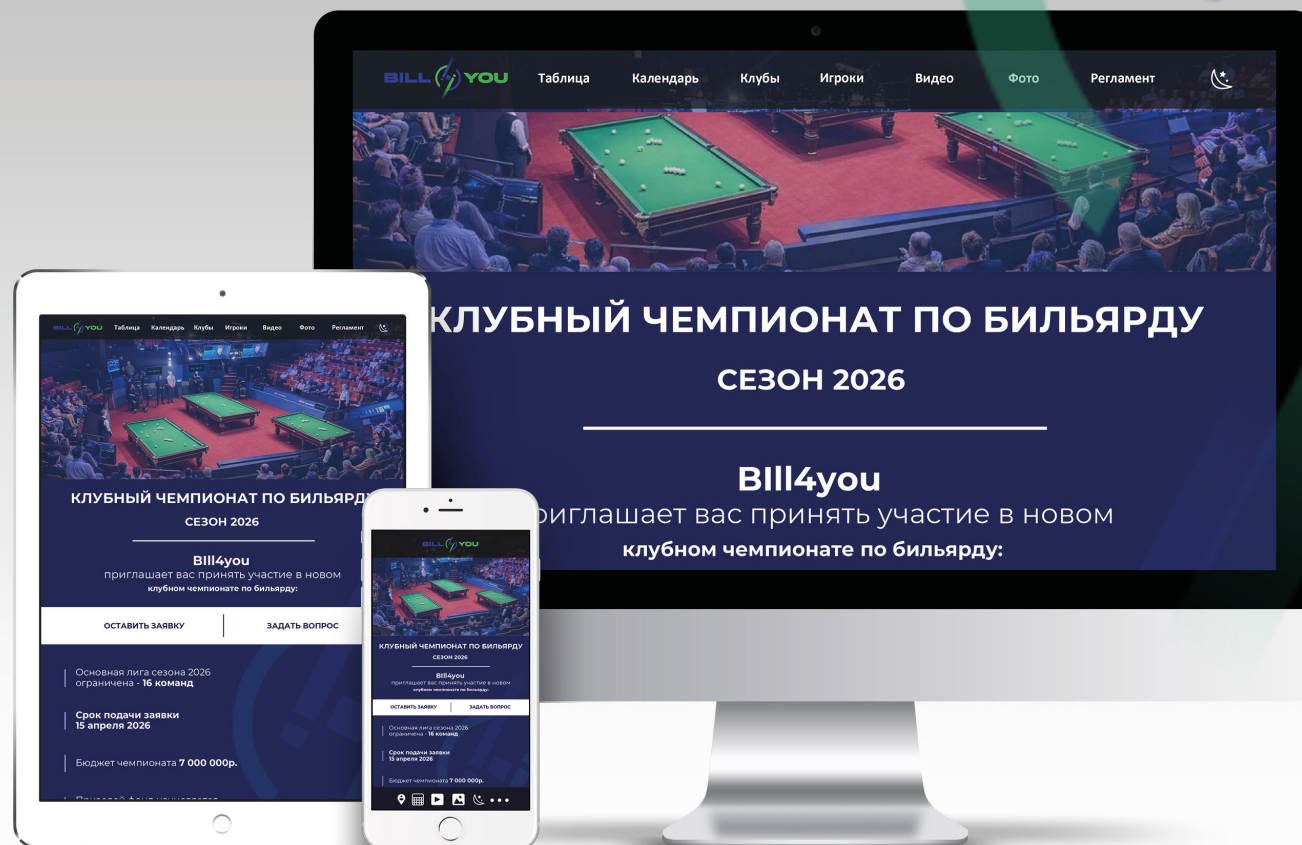 BILL 4 YOU Таблица Календарь Клубы Игроки Видео Фото Регламент
КЛУБНЫЙ ЧЕМПИОНАТ ПО БИЛЬЯРДУ
СЕЗОН 2026
BIll4you
риглашает вас принять участие в новом
клубном чемпионате по бильярду:
BILL 4 YOU Таблица Календарь Клубы Игроки Видео Фото Регламент
КЛУБНЫЙ ЧЕМПИОНАТ ПО БИЛЬЯРДУ
СЕЗОН 2026
BIll4you
приглашает вас принять участие в новом
клубном чемпионате по бильярду:
ОСТАВИТЬ ЗАЯВКУ ЗАДАТЬ ВОПРОС
Основная лига сезона 2026
ограничена - 16 команд
Срок подачи заявки
15 апреля 2026
Бюджет чемпионата 7 000 000р.
BILL 4 YOU
КЛУБНЫЙ ЧЕМПИОНАТ ПО БИЛЬЯРДУ
СЕЗОН 2026
BIll4you
приглашает вас принять участие в новом
клубном чемпионате по бильярду:
ОСТАВИТЬ ЗАЯВКУ ЗАДАТЬ ВОПРОС
Основная лига сезона 2026
ограничена - 16 команд
Срок подачи заявки
15 апреля 2026
Бюджет чемпионата 7 000 000р.